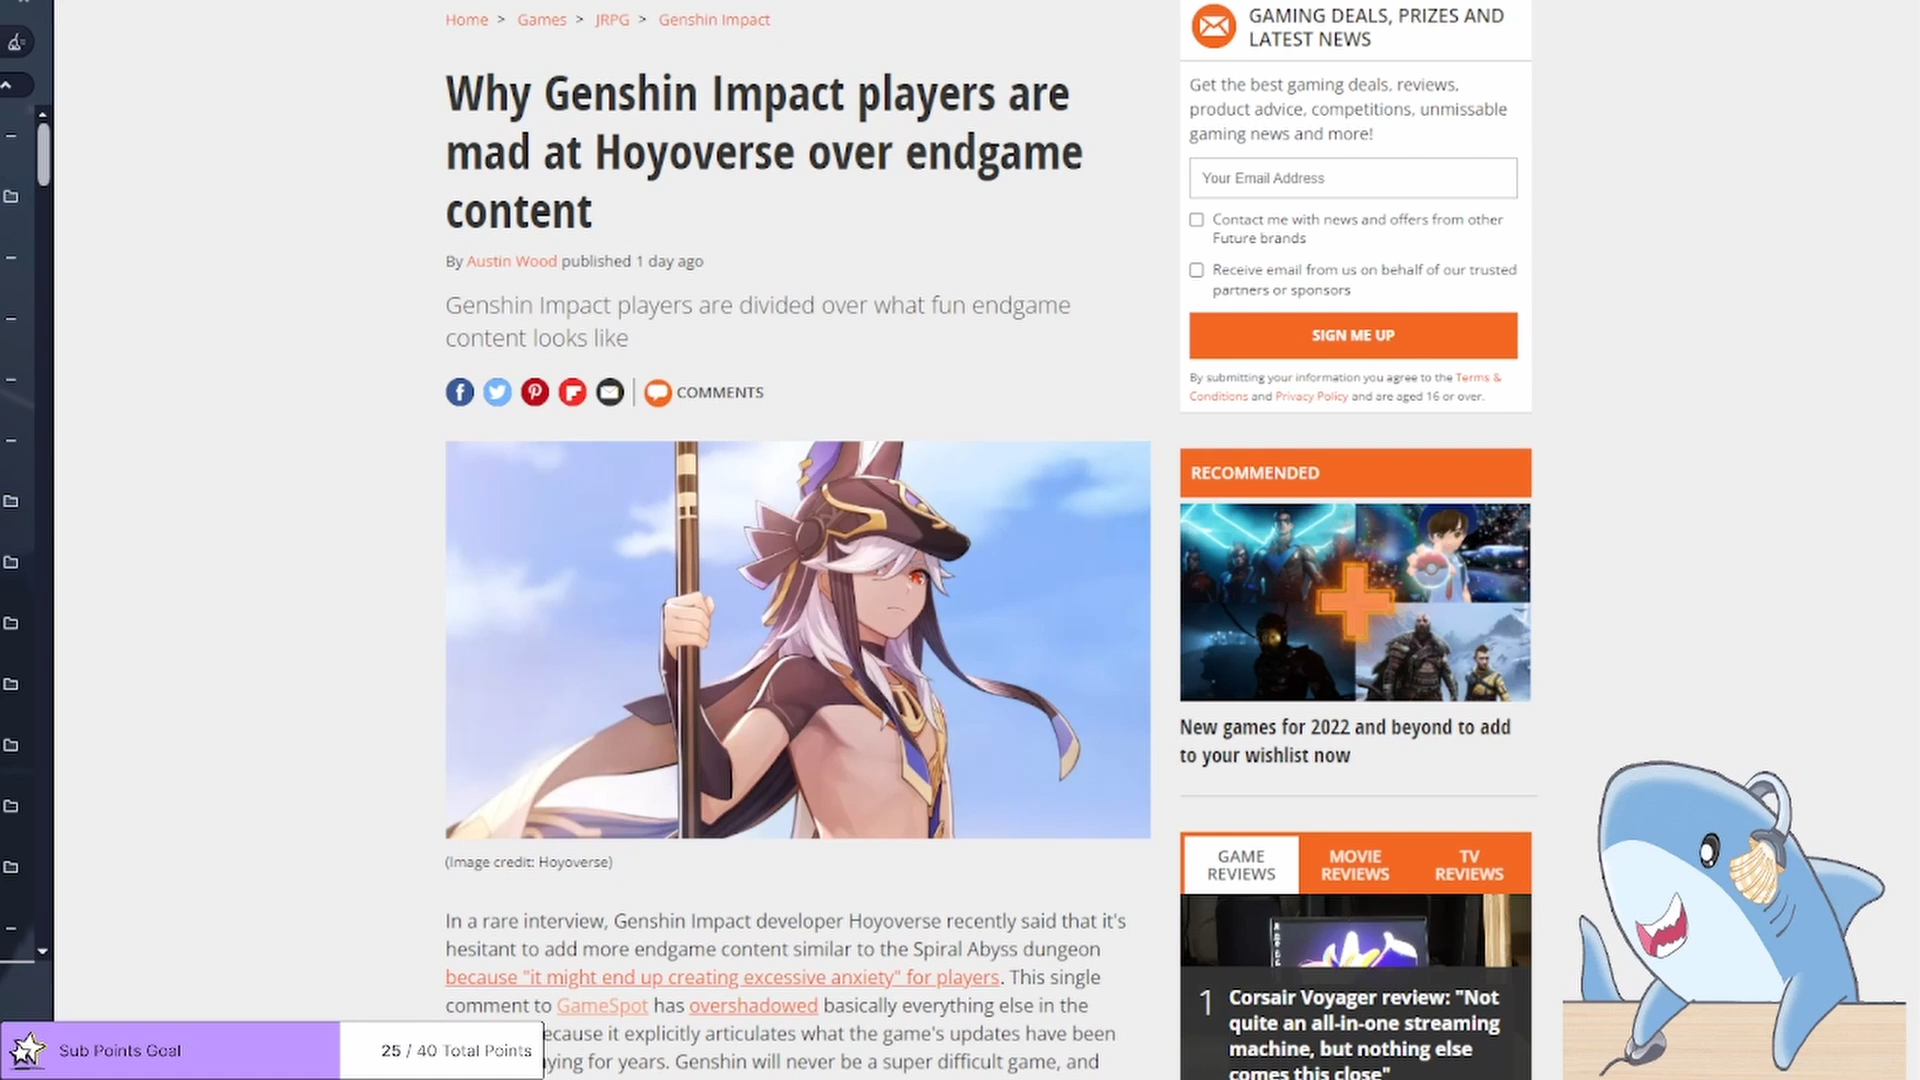 Home > Games > JRPG > Genshin Impact
Why Genshin Impact players are
mad at Hoyoverse over endgame
content
By Austin Wood published 1 day ago
Genshin Impact players are divided over what fun endgame
content looks like
COMMENTS
(Image credit: Hoyoverse)
In a rare interview, Genshin Impact developer Hoyoverse recently said that it's
hesitant to add more endgame content similar to the Spiral Abyss dungeon
because "it might end up creating excessive anxiety" for players. This single
comment to GameSpot has overshadowed basically everything else in the
ecause it explicitly articulates what the game's updates have been
ying for years. Genshin will never be a super difficult game, and
Sub Points Goal
25 / 40 Total Points
GAMING DEALS, PRIZES AND
LATEST NEWS
Get the best gaming deals, reviews,
product advice, competitions, unmissable
gaming news and more!
Your Email Address
Contact me with news and offers from other
Future brands
Receive email from us on behalf of our trusted
partners or sponsors
SIGN ME UP
By submitting your information you agree to the Terms &
Conditions and Privacy Policy and are aged 16 or over.
RECOMMENDED
New games for 2022 and beyond to add
to your wishlist now
GAME
REVIEWS
MOVIE
REVIEWS
TV
REVIEWS
1 Corsair Voyager review: "Not
quite an all-in-one streaming
machine, but nothing else
comes this close"